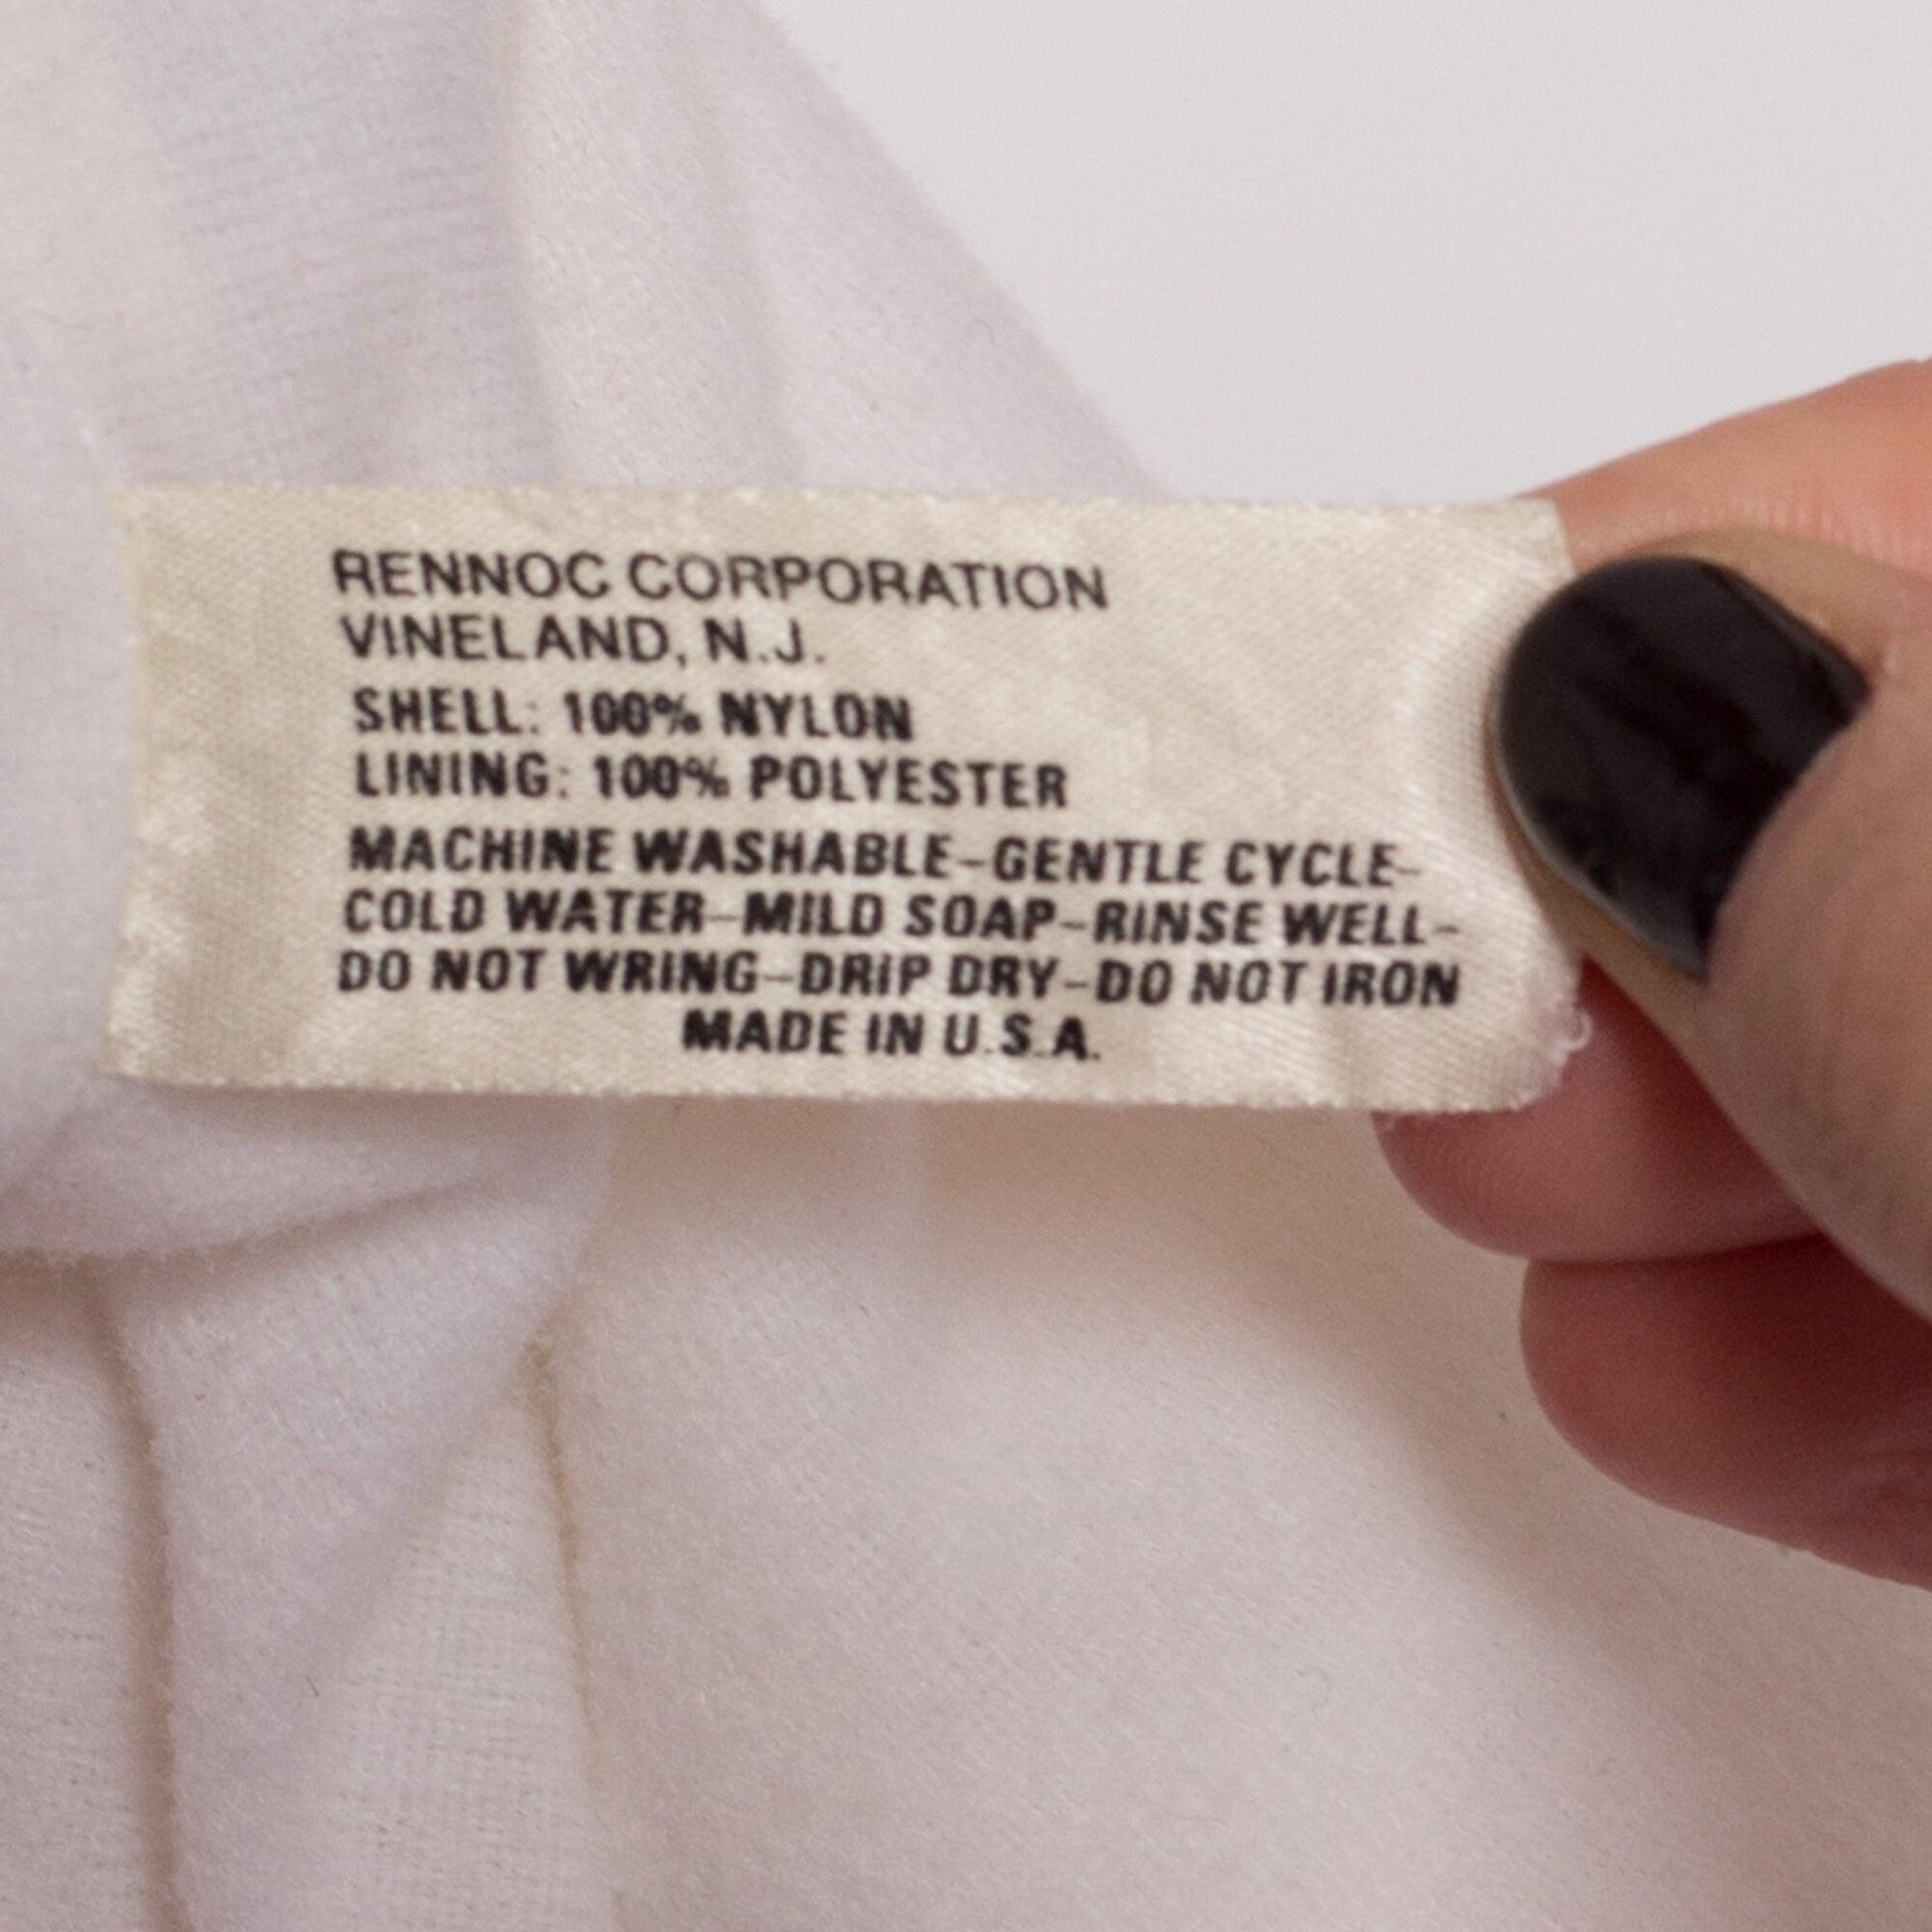 RENNOC CORPORATION
VINELAND, N.J.
SHELL: 100% NYLON
LINING: 100% POLYESTER
MACHINE WASHABLE-GENTLE CYCLE-
COLD WATER-MILD SOAP-RINSE WELL-
DO NOT WRING-DRIP DRY-DO NOT IRON
MADE IN U.S.A.